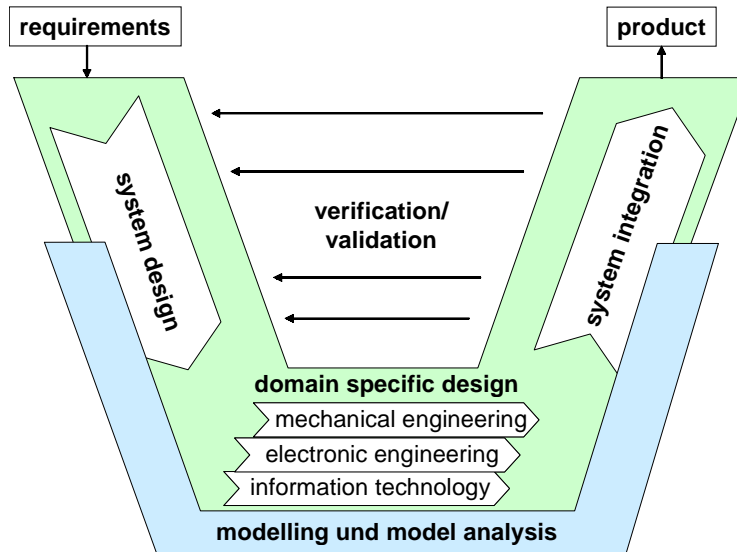 requirements
product
system design
verification/
validation
system integration
domain specific design
mechanical engineering
electronic engineering
information technology
modelling und model analysis